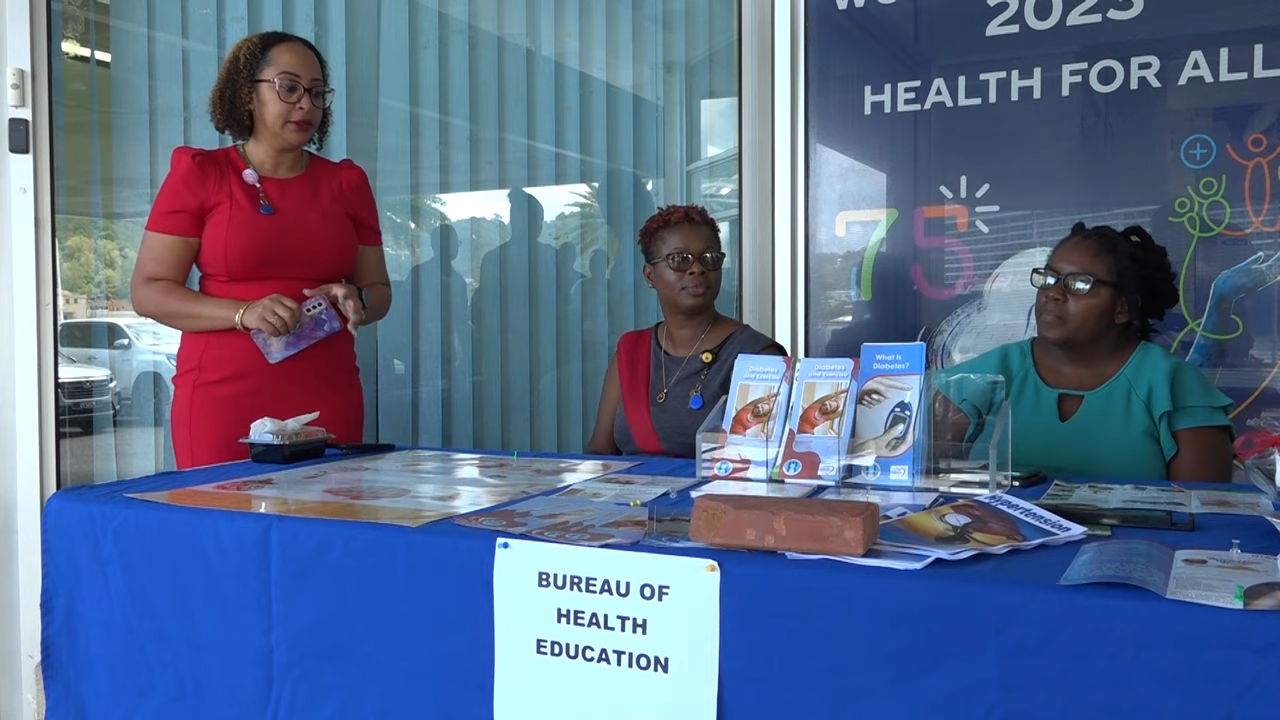 2023
HEALTH FOR ALL
75
Diabetes
and Exercise
Diabetes
and Exercise
What Is
Diabetes?
Hypertension
BUREAU OF
HEALTH
EDUCATION